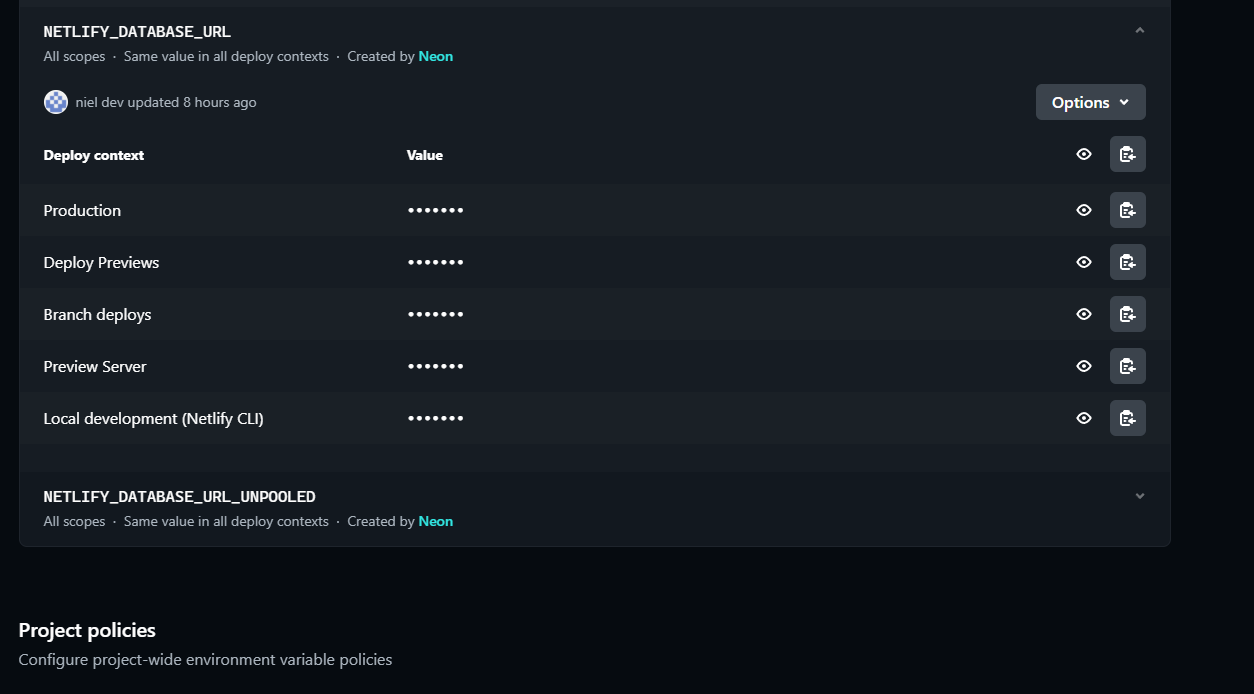 NETLIFY_DATABASE_URL
All scopes · Same value in all deploy contexts · Created by Neon
niel dev updated 8 hours ago
Options
Deploy context Value
Production •••••••
Deploy Previews •••••••
Branch deploys •••••••
Preview Server •••••••
Local development (Netlify CLI) •••••••
NETLIFY_DATABASE_URL_UNPOOLED
All scopes · Same value in all deploy contexts · Created by Neon
Project policies
Configure project-wide environment variable policies